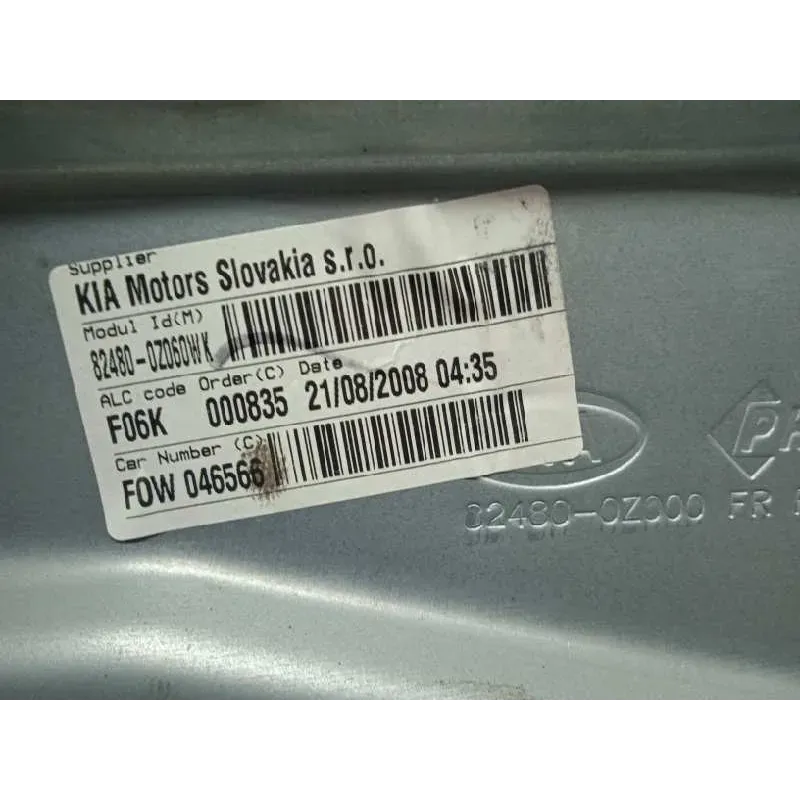 Supplier
KIA Motors Slovakia s.r.o.
Modul Id(M)
82480-0Z060WK
ALC code Order(C) Date
F06K 000835 21/08/2008 04:35
Car Number (C)
FOW 046566
82480-0Z000 FR